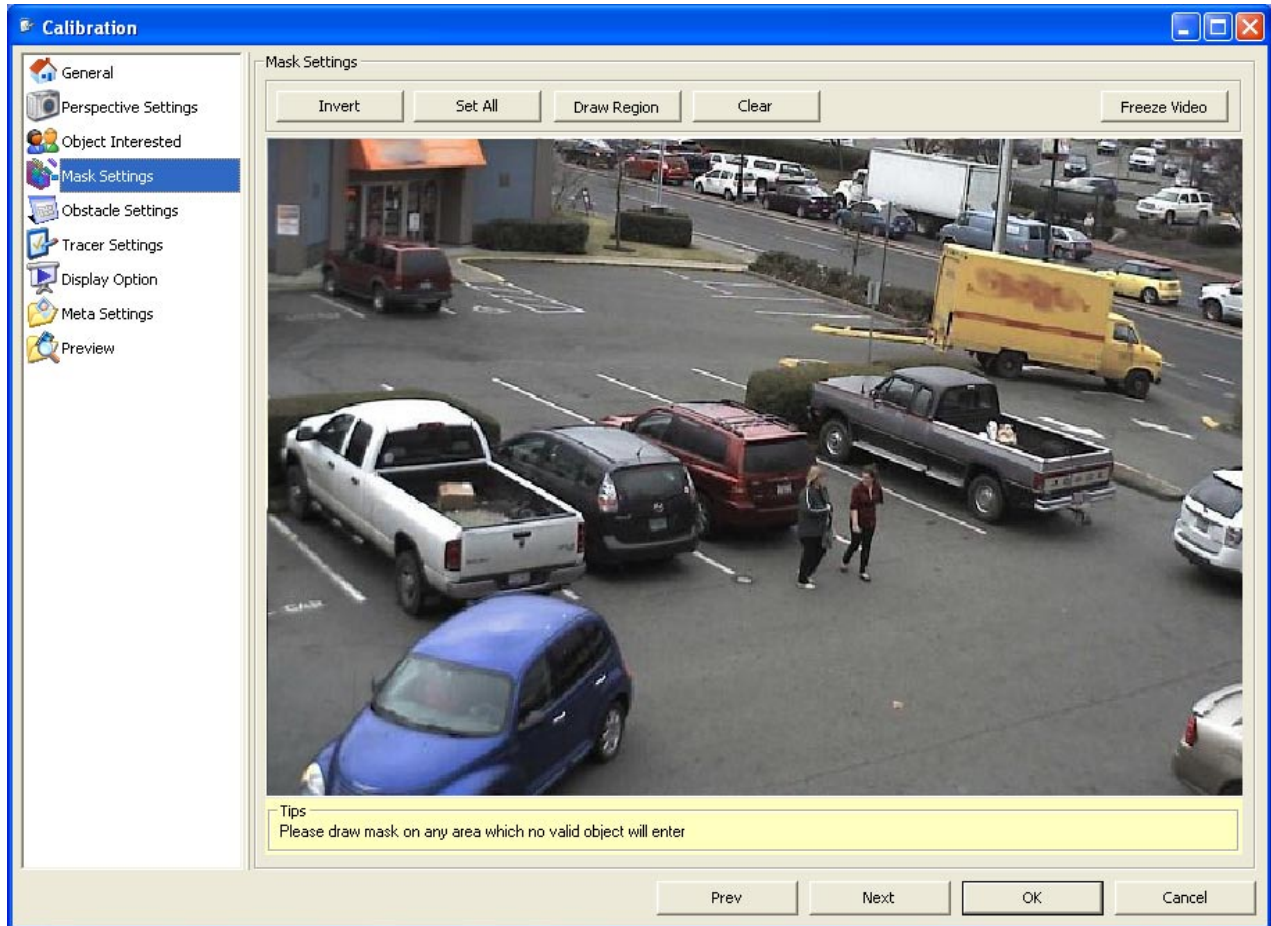 Calibration
General
Perspective Settings
Object Interested
Mask Settings
Obstacle Settings
Tracer Settings
Display Option
Meta Settings
Preview
Mask Settings
Invert Set All Draw Region Clear Freeze Video
Tips
Please draw mask on any area which no valid object will enter
Prev Next OK Cancel